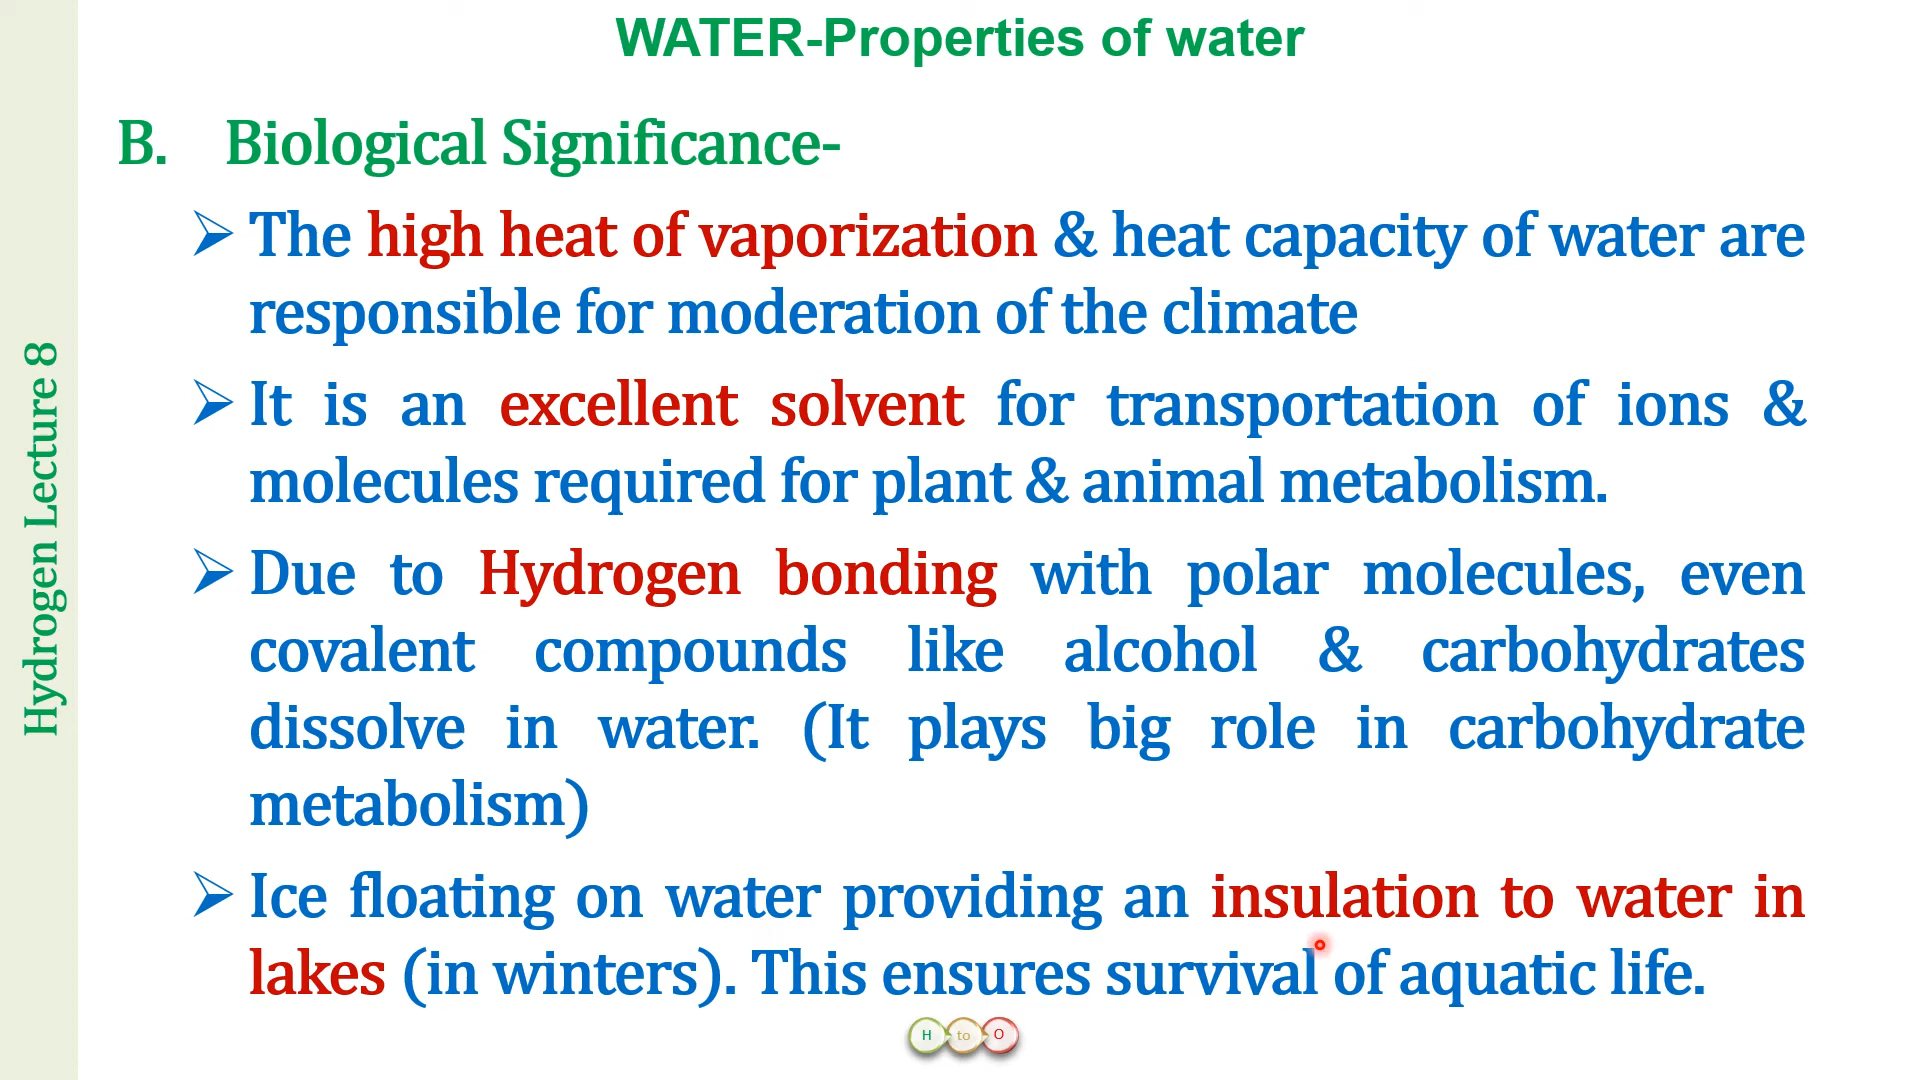 WATER-Properties of water
B. Biological Significance-
The high heat of vaporization & heat capacity of water are
responsible for moderation of the climate
It is an excellent solvent for transportation of ions &
molecules required for plant & animal metabolism.
Due to Hydrogen bonding with polar molecules, even
covalent compounds like alcohol & carbohydrates
dissolve in water. (It plays big role in carbohydrate
metabolism)
Ice floating on water providing an insulation to water in
lakes (in winters). This ensures survival of aquatic life.
Hydrogen Lecture 8
H to O